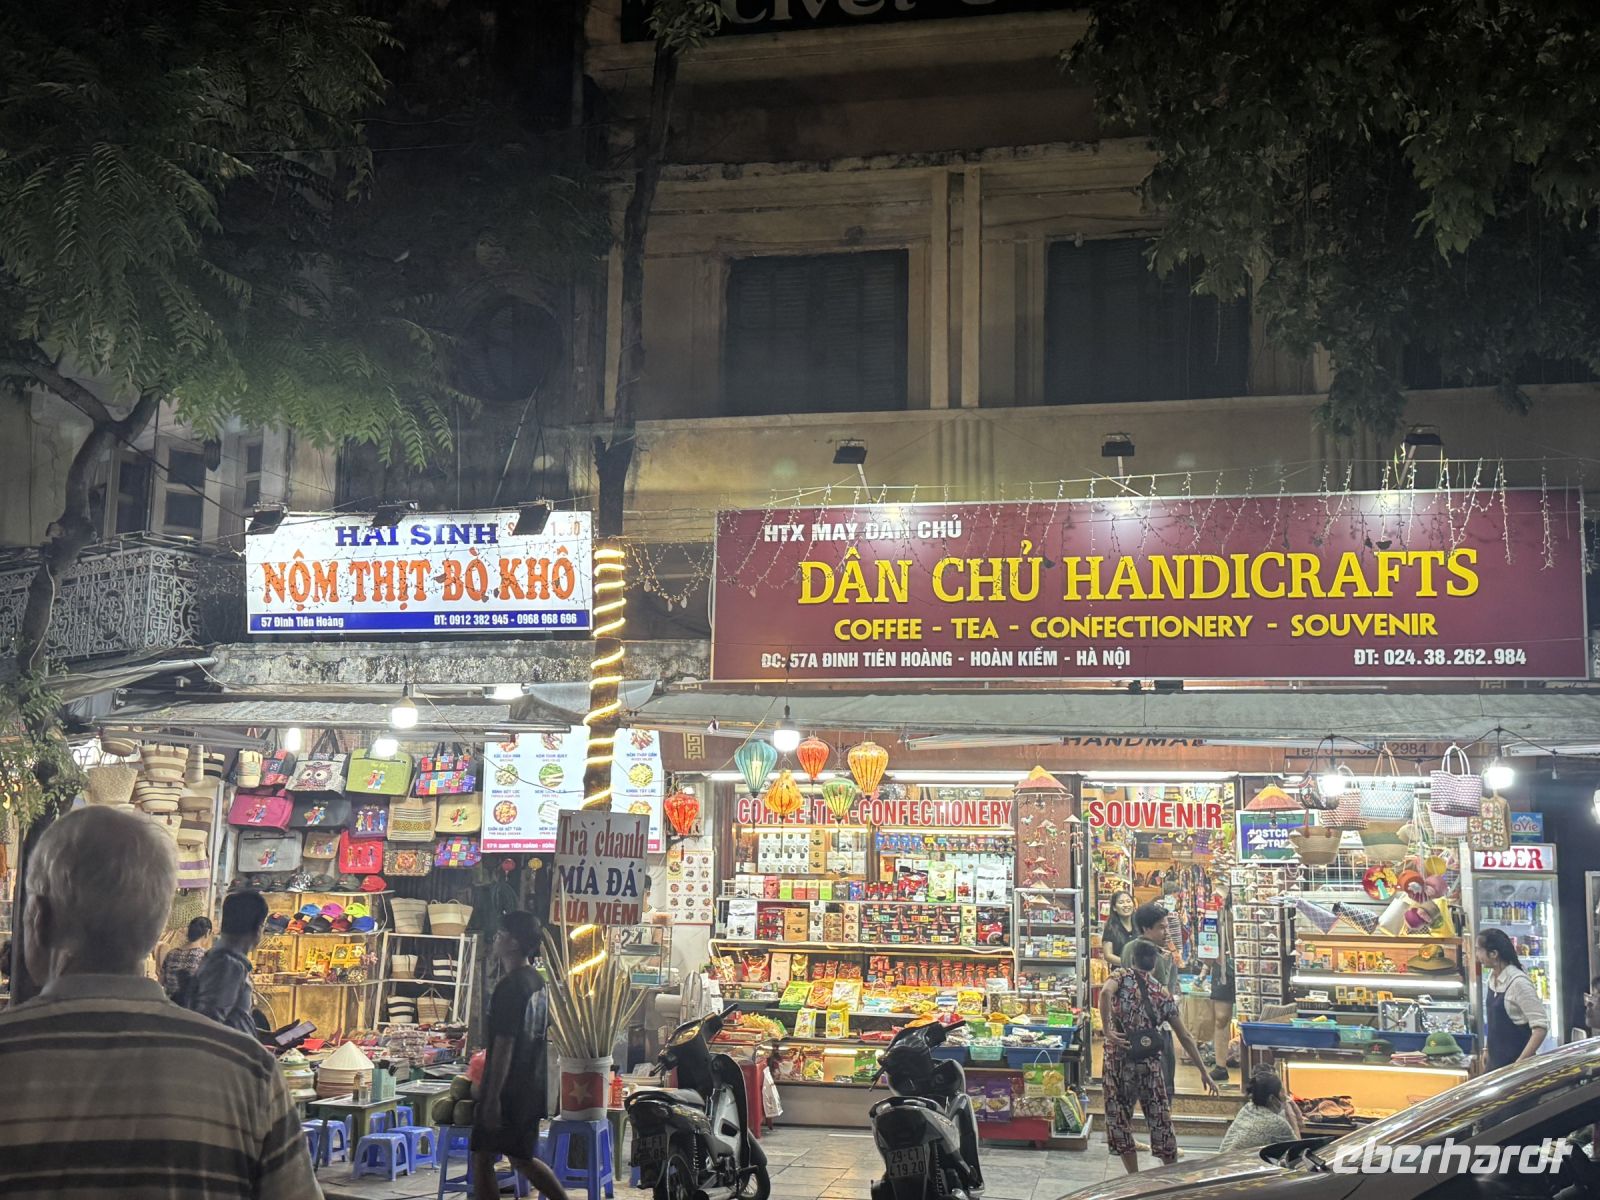 HẢI SINH
NỘM THỊT BÒ KHÔ
57 Đinh Tiên Hoàng ĐT: 0912 382 945 - 0968 968 696
HTX MAY DÂN CHỦ
DÂN CHỦ HANDICRAFTS
COFFEE - TEA - CONFECTIONERY - SOUVENIR
ĐC: 57A ĐINH TIÊN HOÀNG - HOÀN KIẾM - HÀ NỘI ĐT: 024.38.262.984
COFFEE-TEA-CONFECTIONERY
SOUVENIR
BEER
Trà chanh
MÍA ĐÁ
DỪA XIÊM
29-CT
eberhardt